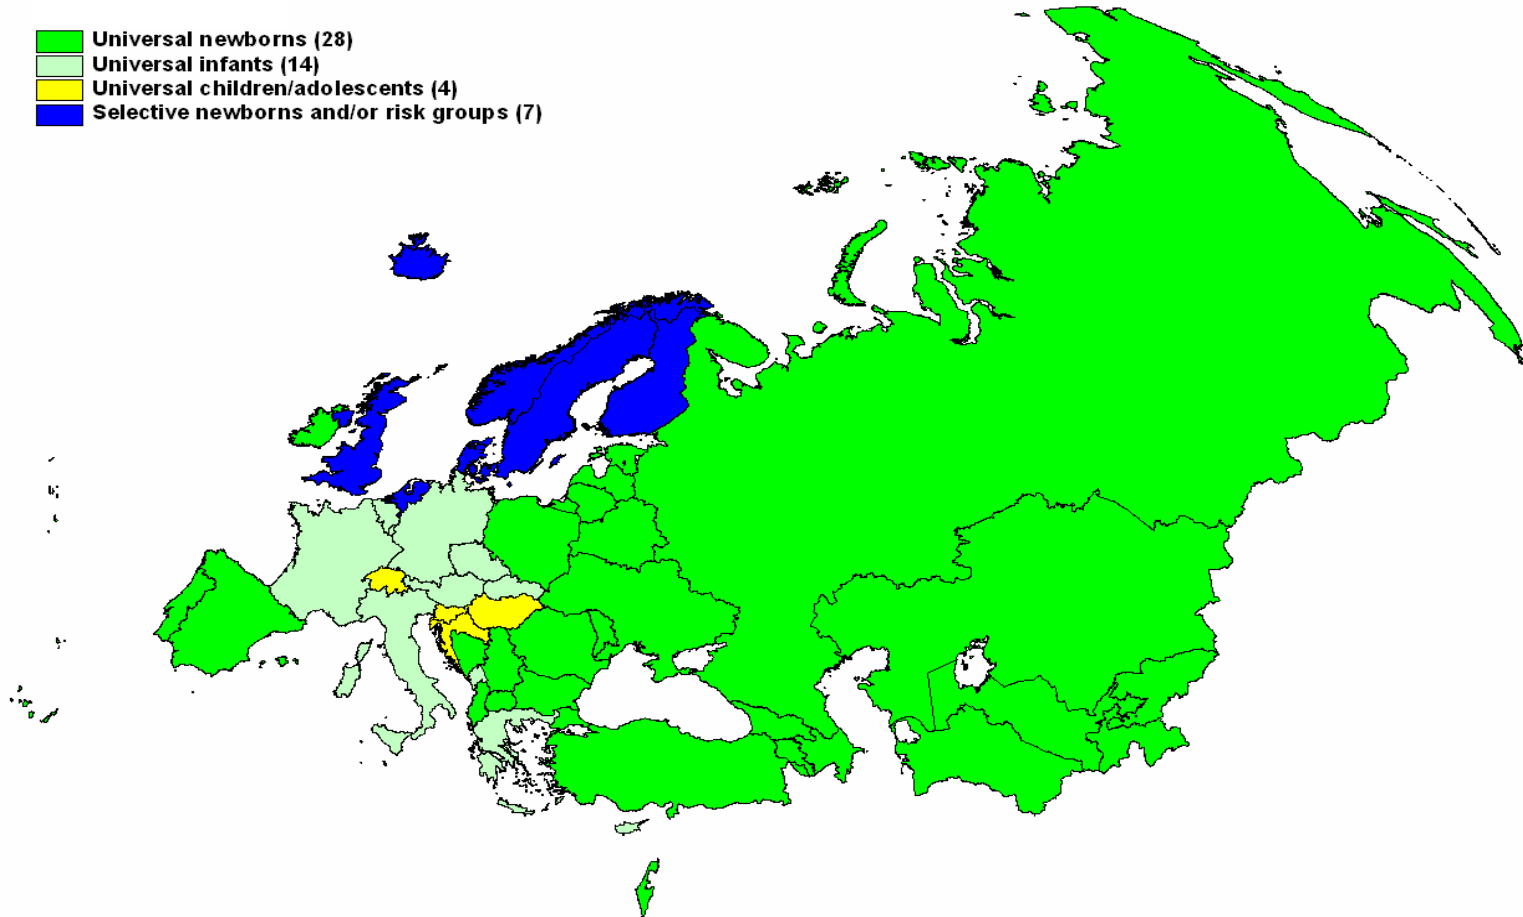 Universal newborns (28)
Universal infants (14)
Universal children/adolescents (4)
Selective newborns and/or risk groups (7)